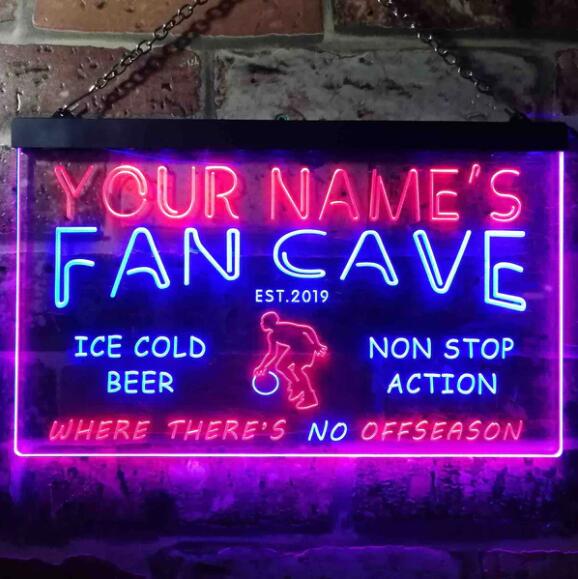 YOUR NAME'S
FAN CAVE
EST.2019
ICE COLD
BEER
NON STOP
ACTION
WHERE THERE'S NO OFFSEASON